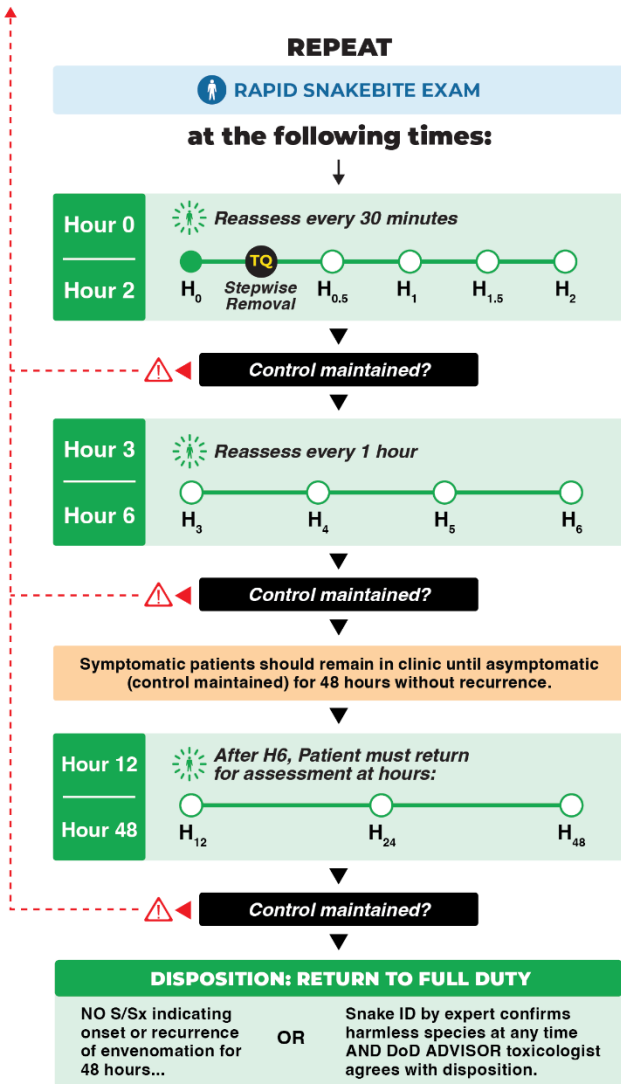 REPEAT
RAPID SNAKEBITE EXAM
at the following times:
Hour 0
Hour 2
Reassess every 30 minutes
TQ
H0
Stepwise
Removal
H0.5
H1
H1.5
H2
Control maintained?
Hour 3
Hour 6
Reassess every 1 hour
H3
H4
H5
H6
Control maintained?
Symptomatic patients should remain in clinic until asymptomatic
(control maintained) for 48 hours without recurrence.
Hour 12
Hour 48
After H6, Patient must return
for assessment at hours:
H12
H24
H48
Control maintained?
DISPOSITION: RETURN TO FULL DUTY
NO S/Sx indicating
onset or recurrence
of envenomation for
48 hours...
OR
Snake ID by expert confirms
harmless species at any time
AND DoD ADVISOR toxicologist
agrees with disposition.